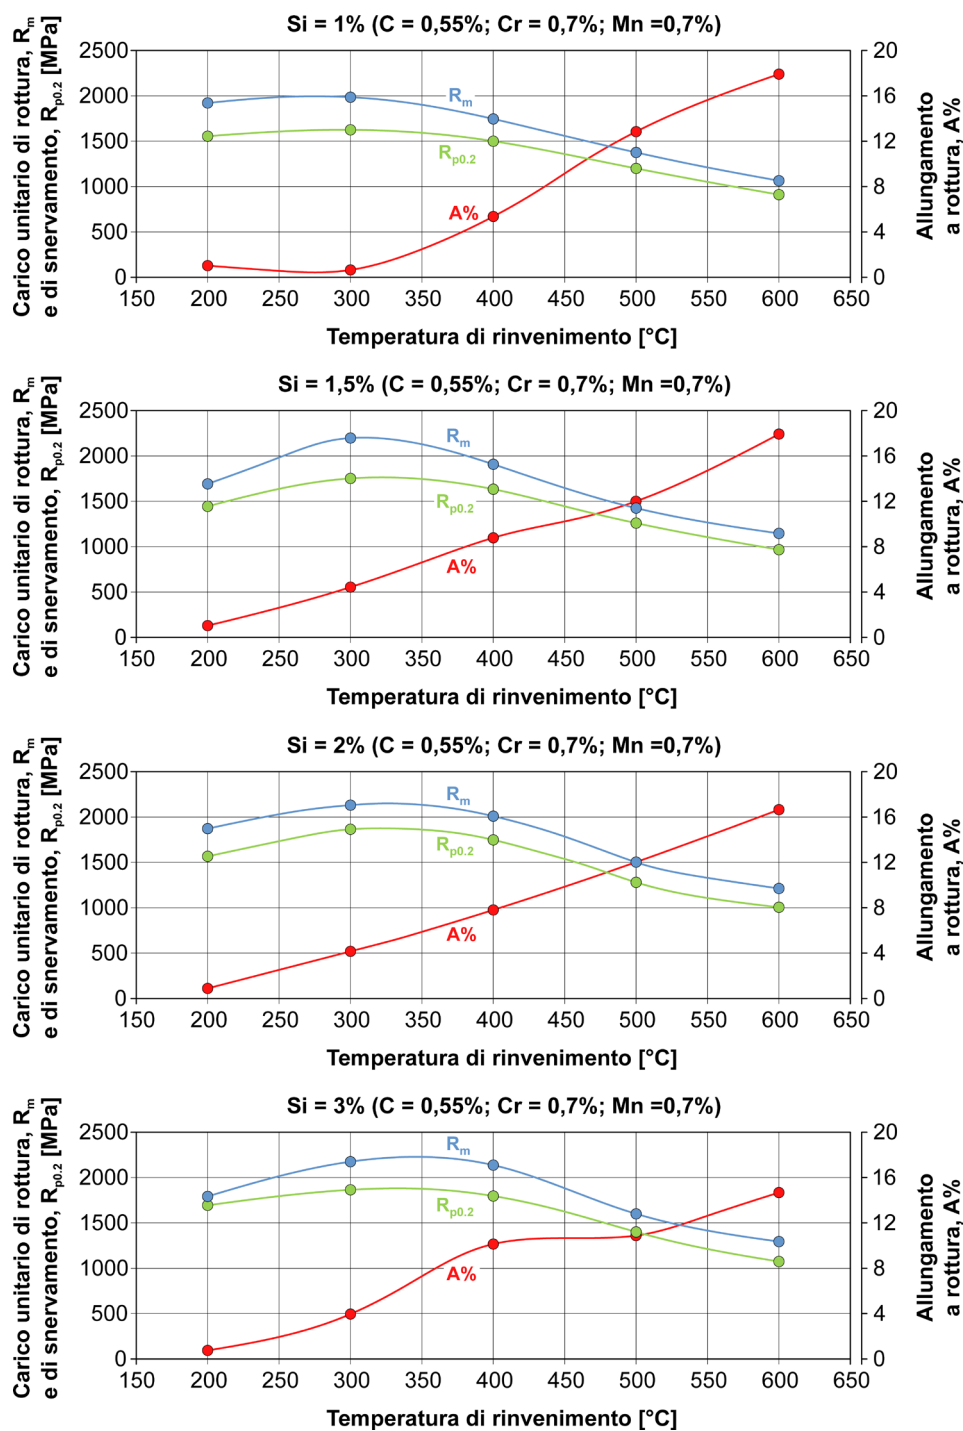 Si = 1% (C = 0,55%; Cr = 0,7%; Mn =0,7%)
Carico unitario di rottura, Rm
e di snervamento, Rp0.2 [MPa]
2500
2000
1500
1000
500
0
Rm
Rp0.2
A%
20
16
12
8
4
0
Allungamento
a rottura, A%
150 200 250 300 350 400 450 500 550 600 650
Temperatura di rinvenimento [°C]
Si = 1,5% (C = 0,55%; Cr = 0,7%; Mn =0,7%)
Carico unitario di rottura, Rm
e di snervamento, Rp0.2 [MPa]
2500
2000
1500
1000
500
0
Rm
Rp0.2
A%
20
16
12
8
4
0
Allungamento
a rottura, A%
150 200 250 300 350 400 450 500 550 600 650
Temperatura di rinvenimento [°C]
Si = 2% (C = 0,55%; Cr = 0,7%; Mn =0,7%)
Carico unitario di rottura, Rm
e di snervamento, Rp0.2 [MPa]
2500
2000
1500
1000
500
0
Rm
Rp0.2
A%
20
16
12
8
4
0
Allungamento
a rottura, A%
150 200 250 300 350 400 450 500 550 600 650
Temperatura di rinvenimento [°C]
Si = 3% (C = 0,55%; Cr = 0,7%; Mn =0,7%)
Carico unitario di rottura, Rm
e di snervamento, Rp0.2 [MPa]
2500
2000
1500
1000
500
0
Rm
Rp0.2
A%
20
16
12
8
4
0
Allungamento
a rottura, A%
150 200 250 300 350 400 450 500 550 600 650
Temperatura di rinvenimento [°C]